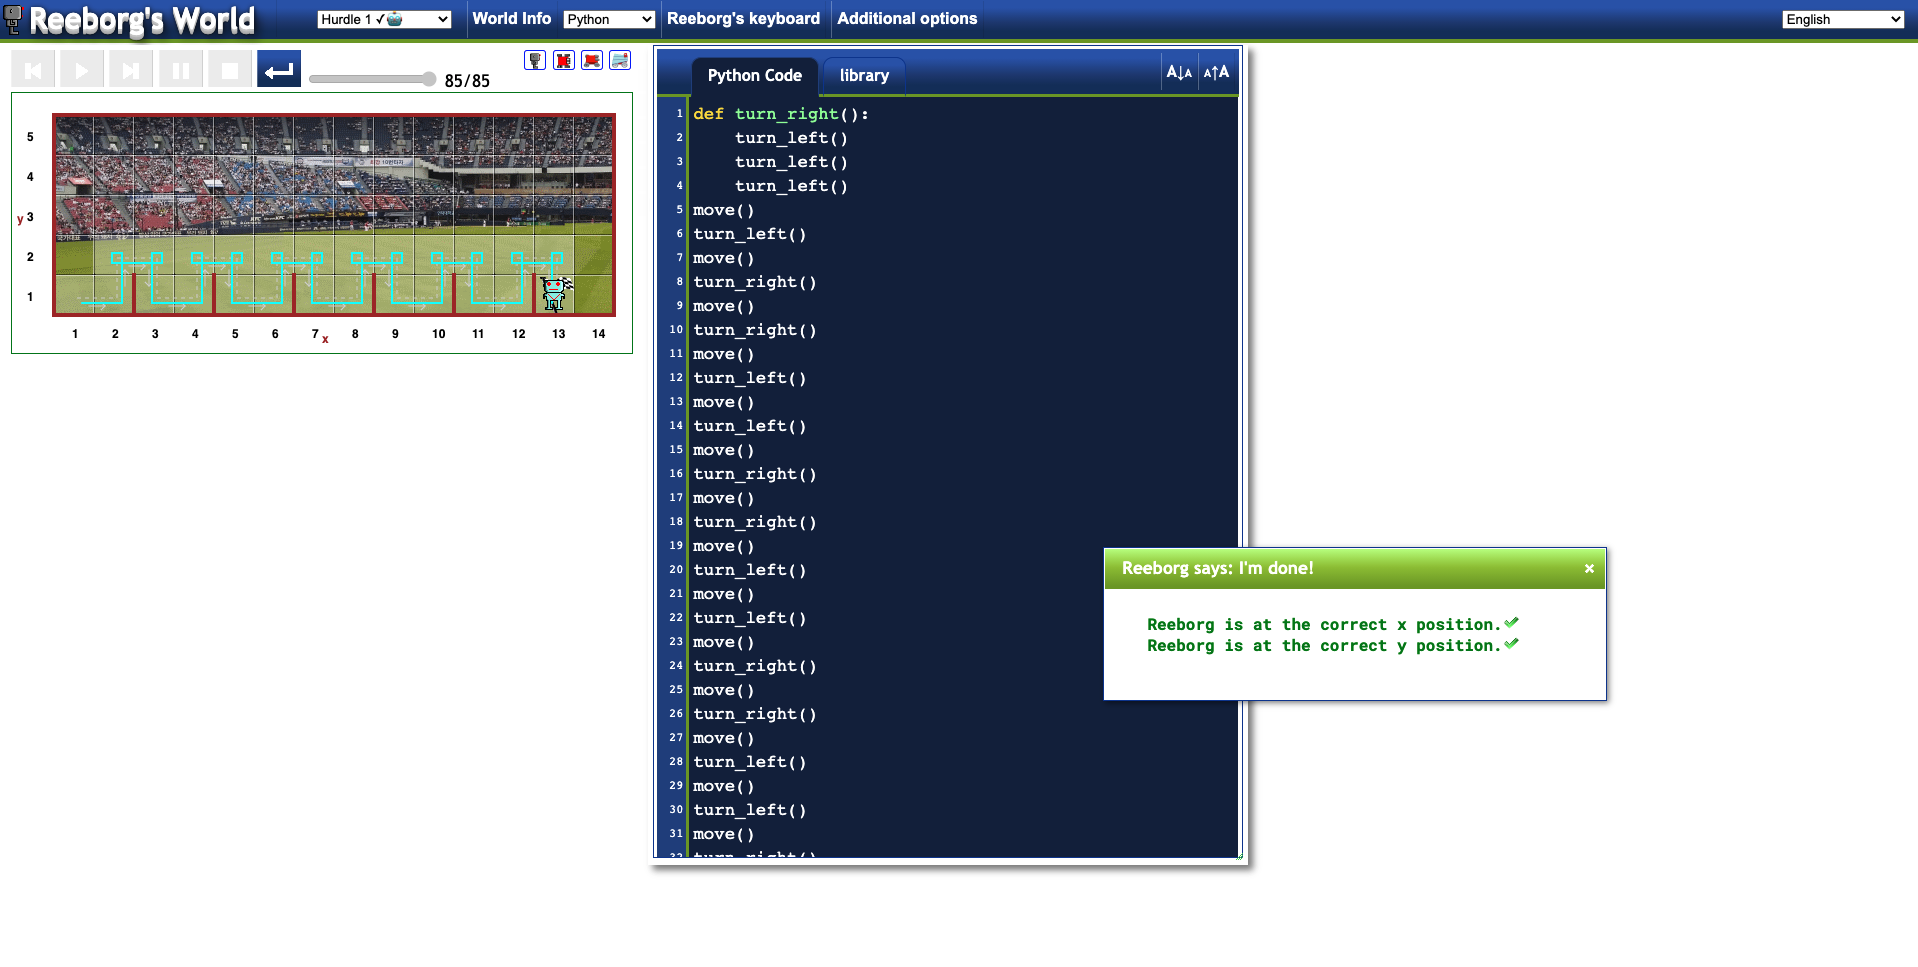 Reeborg's World
Hurdle 1 ✓🤖
World Info
Python
Reeborg's keyboard
Additional options
English
85/85
Python Code
library
A↓A
A↑A
5
4
y 3
2
1
1 2 3 4 5 6 7 x 8 9 10 11 12 13 14
1 def turn_right():
2     turn_left()
3     turn_left()
4     turn_left()
5 move()
6 turn_left()
7 move()
8 turn_right()
9 move()
10 turn_right()
11 move()
12 turn_left()
13 move()
14 turn_left()
15 move()
16 turn_right()
17 move()
18 turn_right()
19 move()
20 turn_left()
21 move()
22 turn_left()
23 move()
24 turn_right()
25 move()
26 turn_right()
27 move()
28 turn_left()
29 move()
30 turn_left()
31 move()
32 turn_right()
Reeborg says: I'm done!
×
Reeborg is at the correct x position.✔
Reeborg is at the correct y position.✔